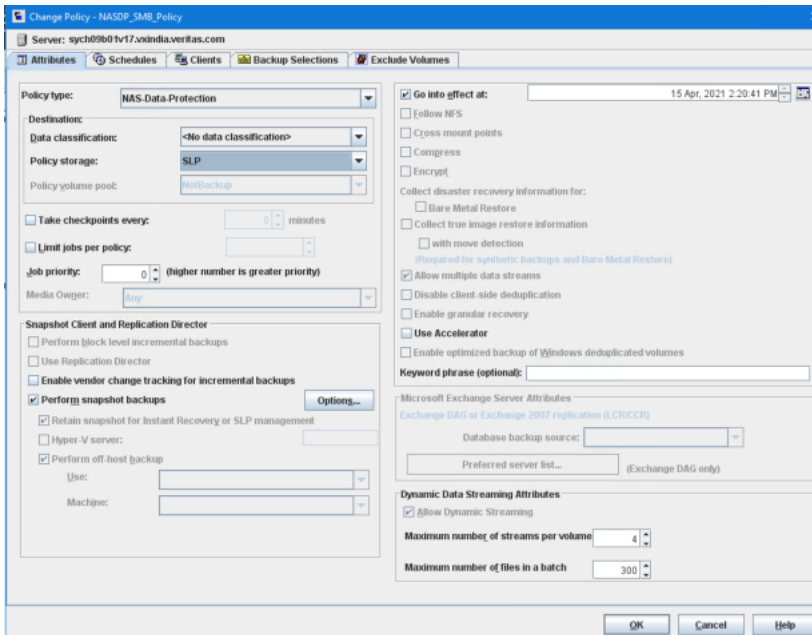 Change Policy - NASDP_SMB_Policy
Server: sych09b01v17.vxindia.veritas.com
Attributes Schedules Clients Backup Selections Exclude Volumes
Policy type: NAS-Data-Protection
Destination:
Data classification: <No data classification>
Policy storage: SLP
Policy volume pool: NetBackup
Take checkpoints every: 0 minutes
Limit jobs per policy:
Job priority: 0 (higher number is greater priority)
Media Owner: Any
Snapshot Client and Replication Director
Perform block level incremental backups
Use Replication Director
Enable vendor change tracking for incremental backups
Perform snapshot backups Options...
Retain snapshot for Instant Recovery or SLP management
Hyper-V server:
Perform off-host backup
Use:
Machine:
Go into effect at: 15 Apr, 2021 2:20:41 PM
Follow NFS
Cross mount points
Compress
Encrypt
Collect disaster recovery information for:
Bare Metal Restore
Collect true image restore information
with move detection
(Required for synthetic backups and Bare Metal Restore)
Allow multiple data streams
Disable client-side deduplication
Enable granular recovery
Use Accelerator
Enable optimized backup of Windows deduplicated volumes
Keyword phrase (optional):
Microsoft Exchange Server Attributes
Exchange DAG or Exchange 2007 replication (LCR/CCR)
Database backup source:
Preferred server list... (Exchange DAG only)
Dynamic Data Streaming Attributes
Allow Dynamic Streaming
Maximum number of streams per volume 4
Maximum number of files in a batch 300
OK Cancel Help